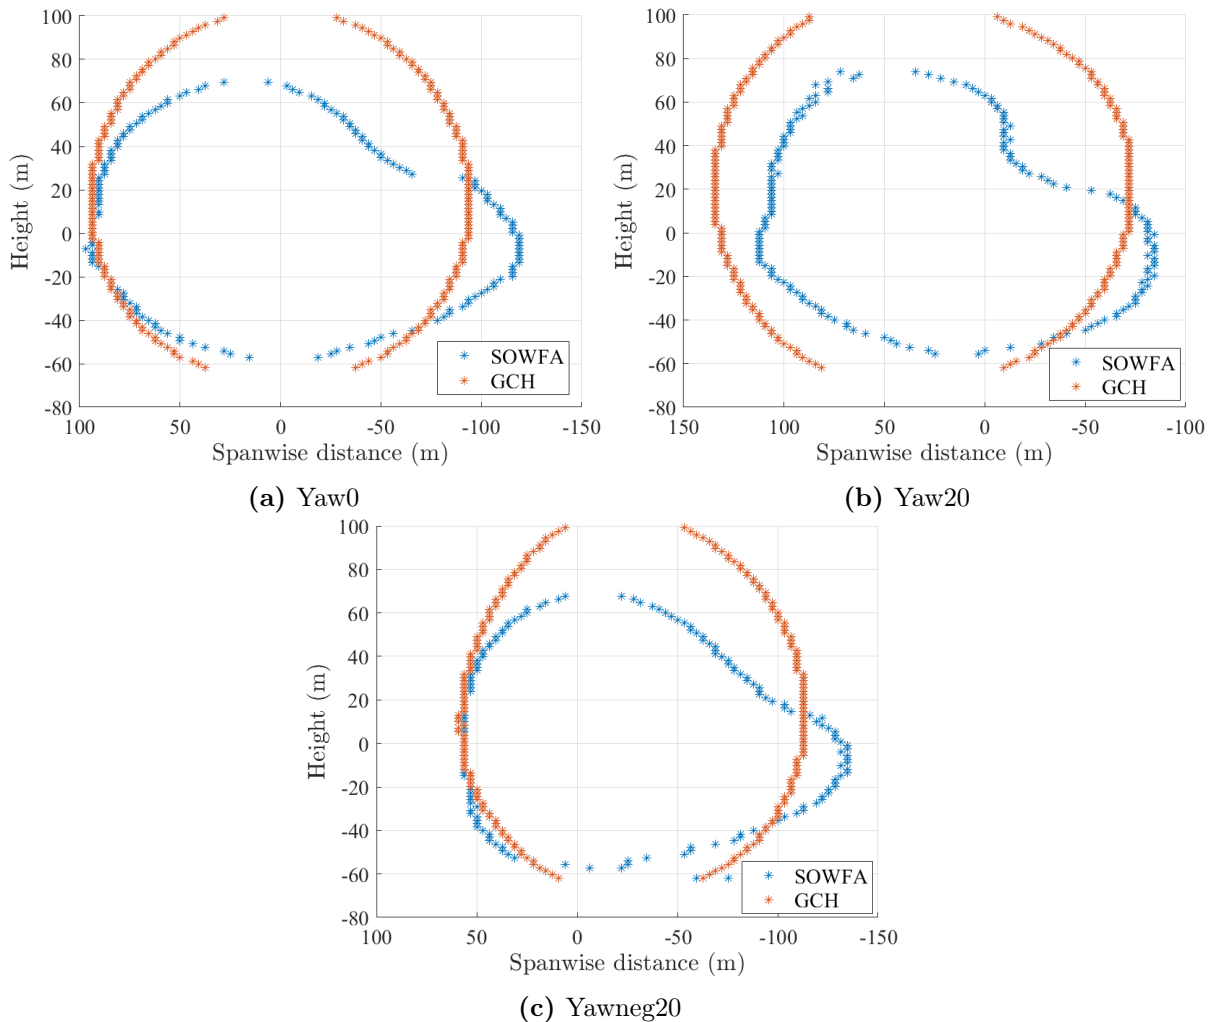 100
80
60
40
20
0
-20
-40
-60
-80
Height (m)
SOWFA
GCH
100 50 0 -50 -100 -150
Spanwise distance (m)
(a) Yaw0
100
80
60
40
20
0
-20
-40
-60
-80
Height (m)
SOWFA
GCH
150 100 50 0 -50 -100
Spanwise distance (m)
(b) Yaw20
100
80
60
40
20
0
-20
-40
-60
-80
Height (m)
SOWFA
GCH
100 50 0 -50 -100 -150
Spanwise distance (m)
(c) Yawneg20